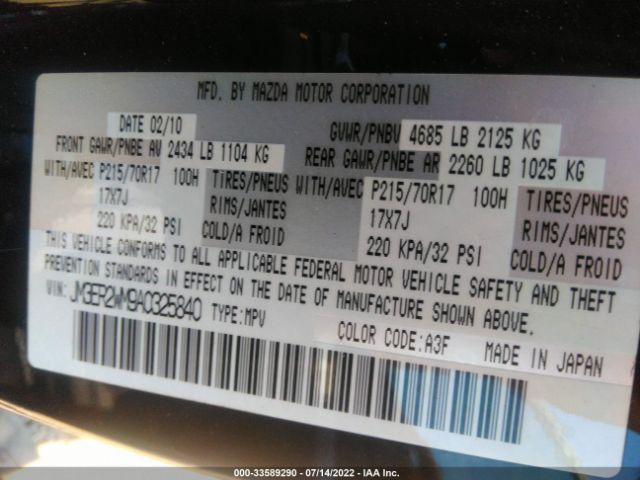 MFD. BY MAZDA MOTOR CORPORATION
DATE 02/10 GVWR/PNBV 4685 LB 2125 KG
FRONT GAWR/PNBE AV 2434 LB 1104 KG REAR GAWR/PNBE AR 2260 LB 1025 KG
WITH/AVEC P215/70R17 100H TIRES/PNEUS WITH/AVEC P215/70R17 100H TIRES/PNEUS
17X7J RIMS/JANTES 17X7J RIMS/JANTES
220 KPA/32 PSI COLD/A FROID 220 KPA/32 PSI COLD/A FROID
THIS VEHICLE CONFORMS TO ALL APPLICABLE FEDERAL MOTOR VEHICLE SAFETY AND THEFT
PREVENTION STANDARDS IN EFFECT ON THE DATE OF MANUFACTURE SHOWN ABOVE.
VIN: JM3ER2WM9A0325840 TYPE: MPV
COLOR CODE: A3F MADE IN JAPAN
000-33589290 - 07/14/2022 - IAA Inc.